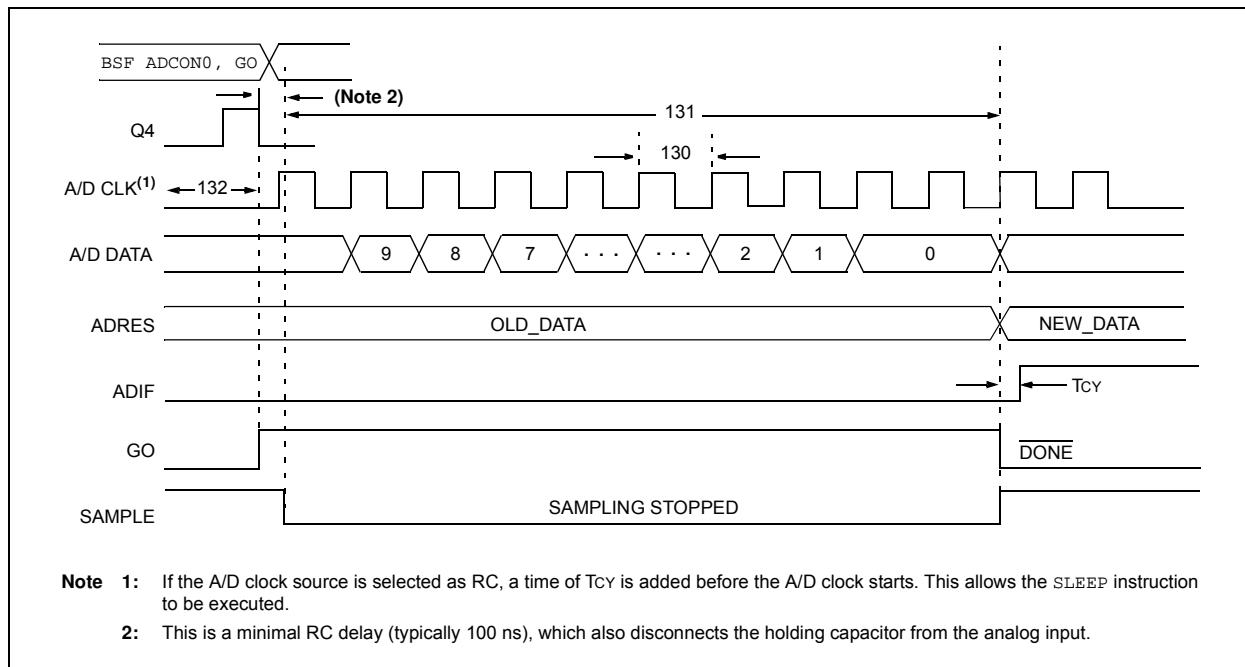 BSF ADCON0, GO
(Note 2)
131
Q4
130
A/D CLK(1)
132
A/D DATA
9 8 7 . . . . . . 2 1 0
ADRES
OLD_DATA
NEW_DATA
ADIF
TCY
GO
DONE
SAMPLE
SAMPLING STOPPED
Note 1: If the A/D clock source is selected as RC, a time of TCY is added before the A/D clock starts. This allows the SLEEP instruction
to be executed.
2: This is a minimal RC delay (typically 100 ns), which also disconnects the holding capacitor from the analog input.